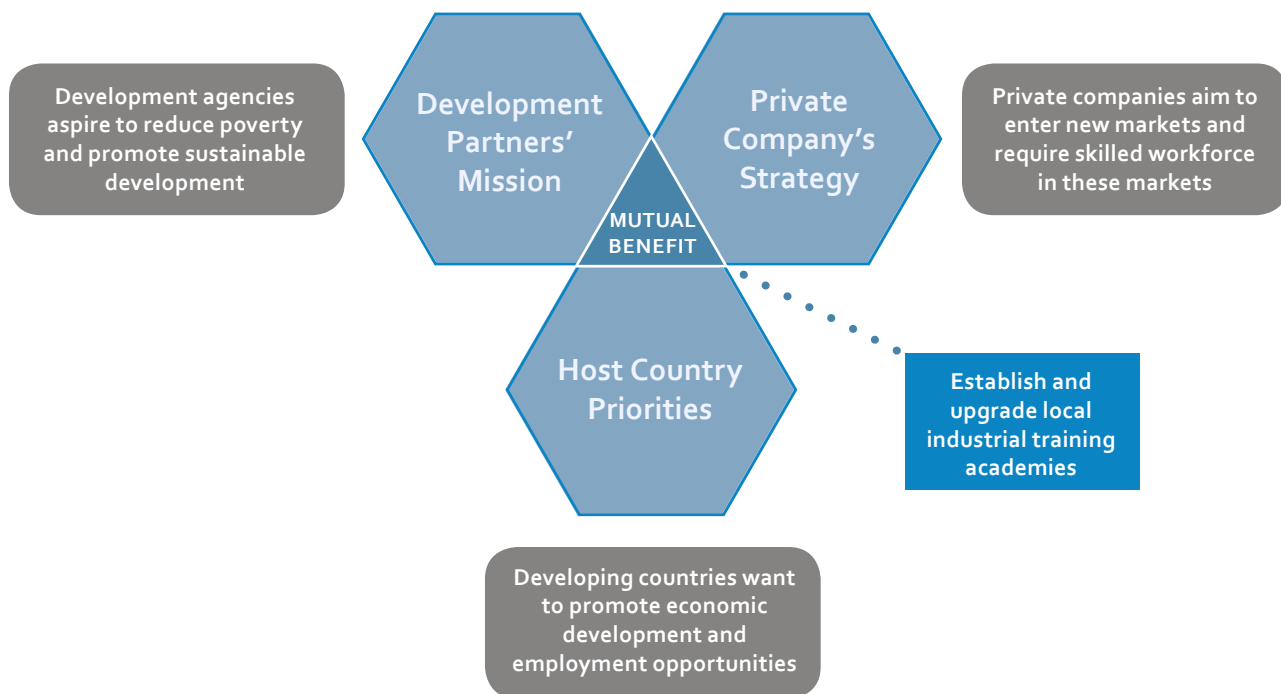 Development agencies
aspire to reduce poverty
and promote sustainable
development
Development
Partners’
Mission
Private
Company’s
Strategy
Private companies aim to
enter new markets and
require skilled workforce
in these markets
MUTUAL
BENEFIT
Host Country
Priorities
Establish and
upgrade local
industrial training
academies
Developing countries want
to promote economic
development and
employment opportunities